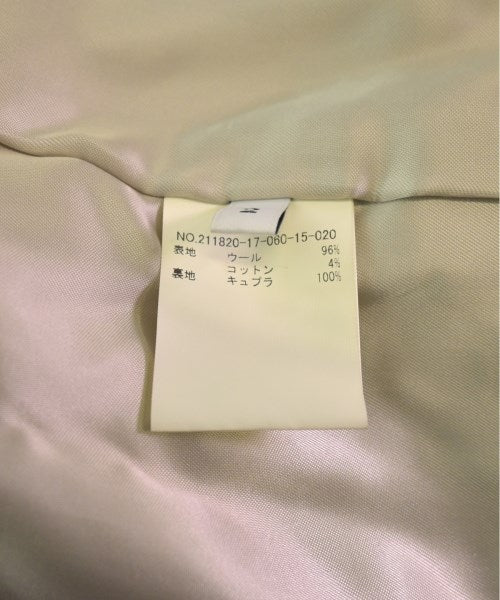 NO.211820-17-060-15-020
表地 ウール 96%
コットン 4%
裏地 キュプラ 100%